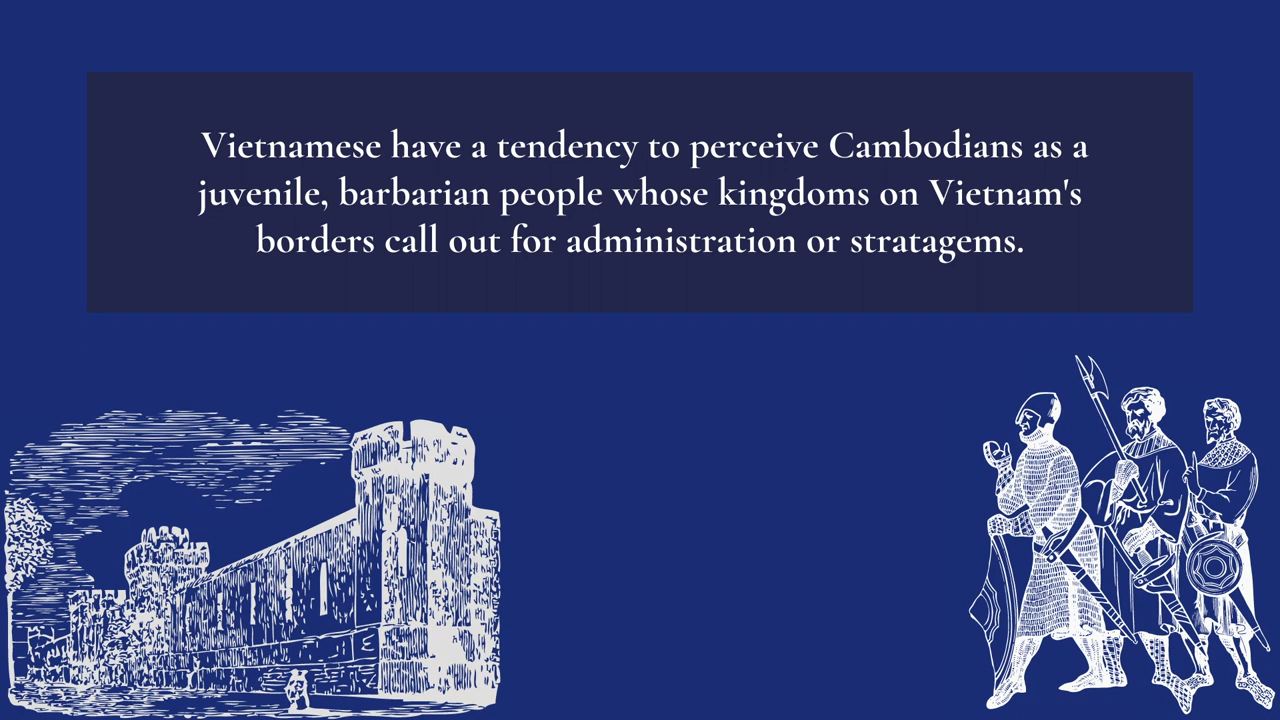 Vietnamese have a tendency to perceive Cambodians as a
juvenile, barbarian people whose kingdoms on Vietnam's
borders call out for administration or stratagems.